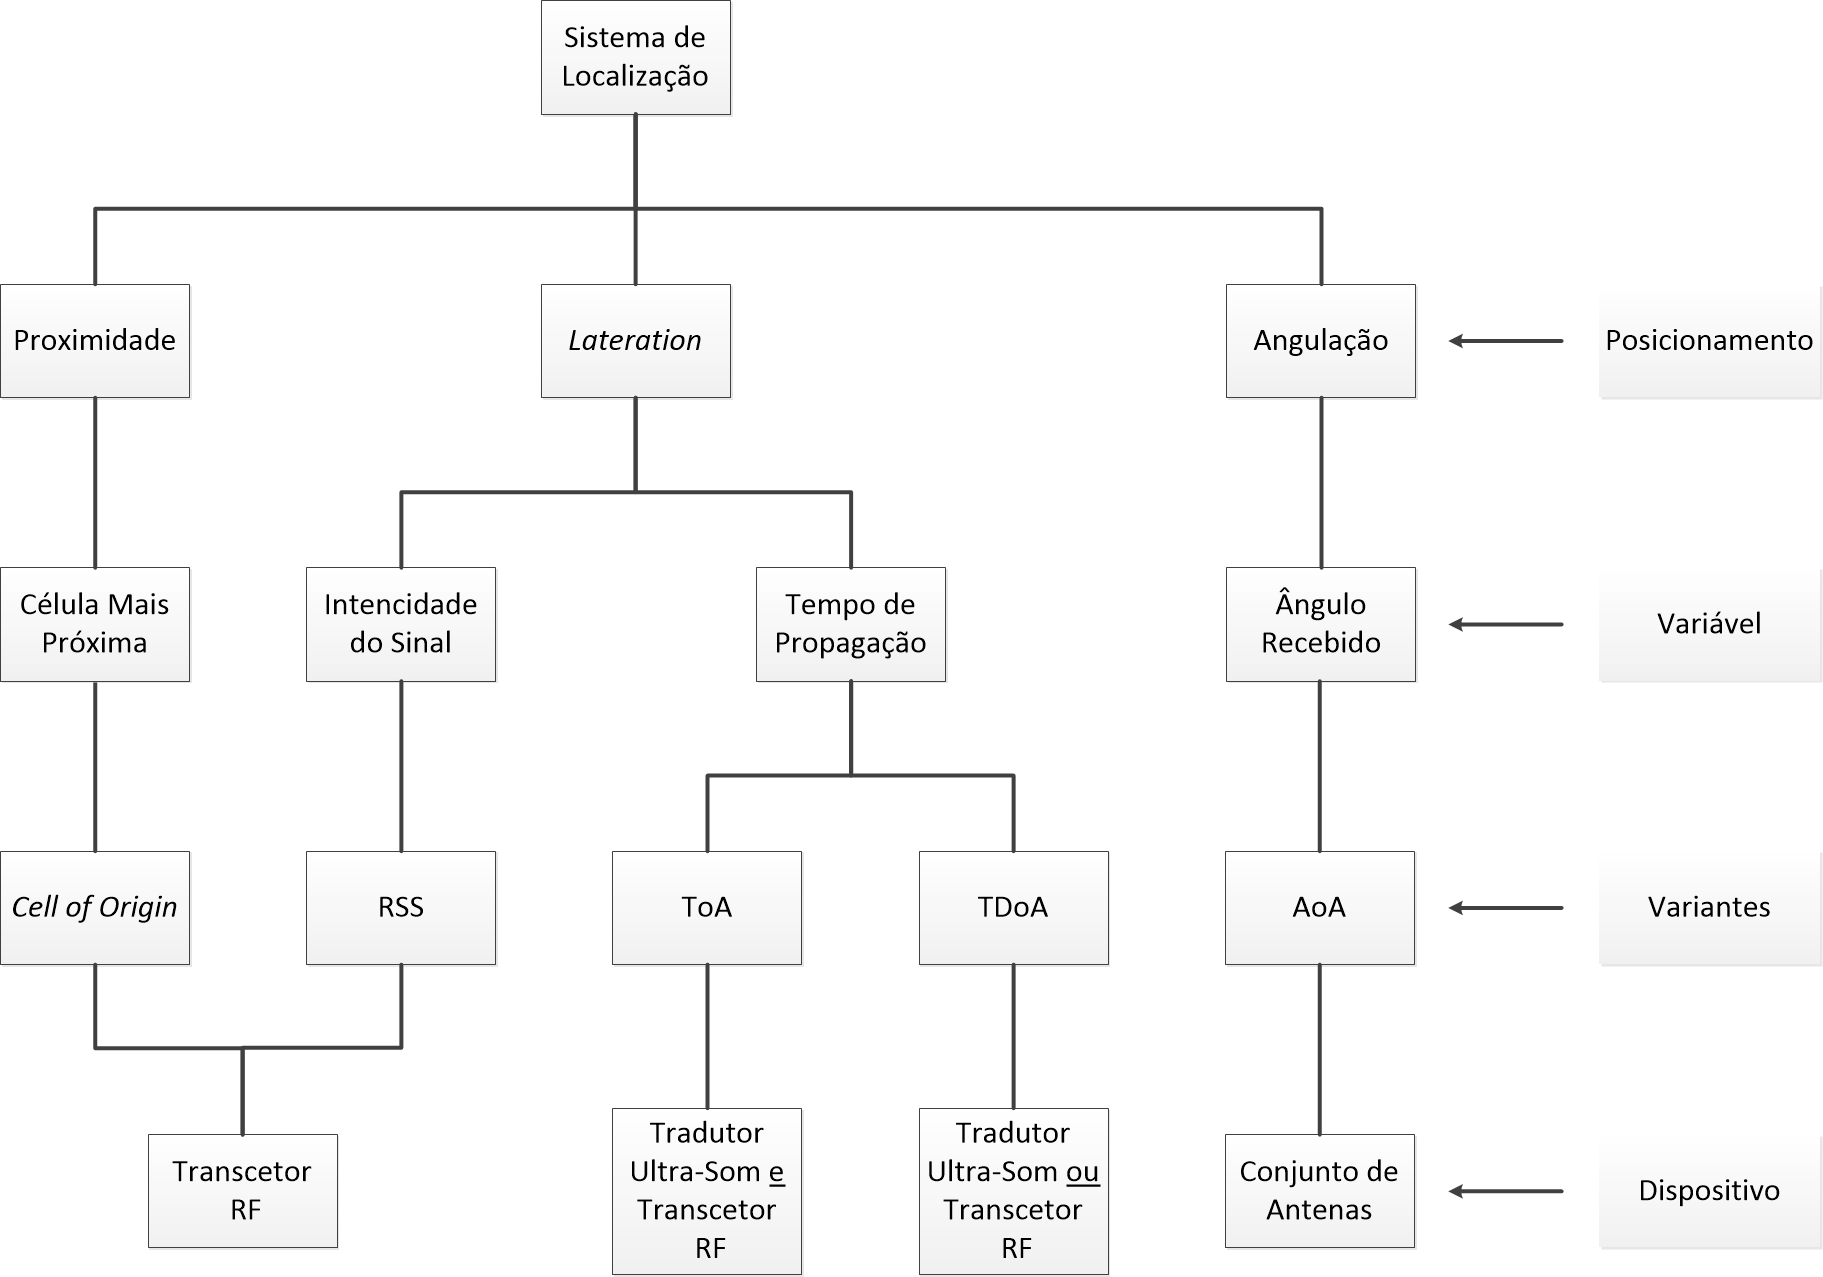 Sistema de
Localização
Proximidade
Lateration
Angulação
Posicionamento
Célula Mais
Próxima
Intencidade
do Sinal
Tempo de
Propagação
Ângulo
Recebido
Variável
Cell of Origin
RSS
ToA
TDoA
AoA
Variantes
Transcetor
RF
Tradutor
Ultra-Som e
Transcetor
RF
Tradutor
Ultra-Som ou
Transcetor
RF
Conjunto de
Antenas
Dispositivo